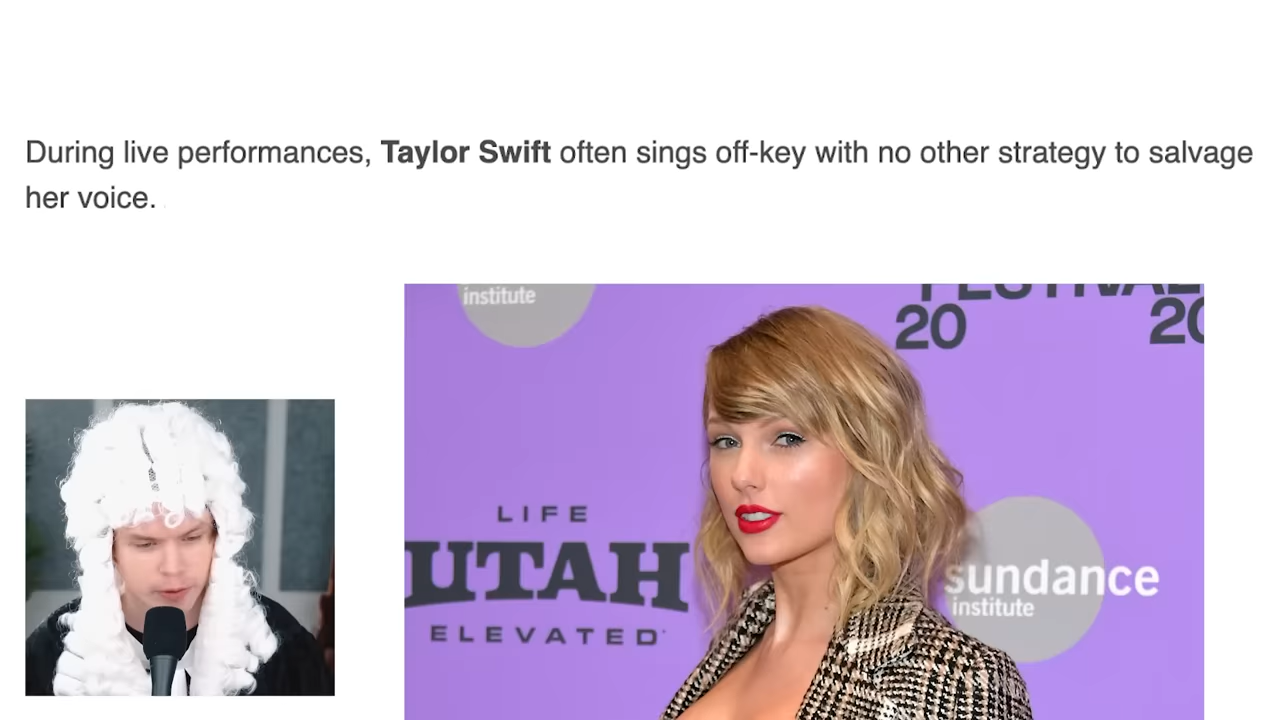 During live performances, Taylor Swift often sings off-key with no other strategy to salvage
her voice.
institute
FESTIVAL
20
20
LIFE
UTAH
ELEVATED
sundance
institute